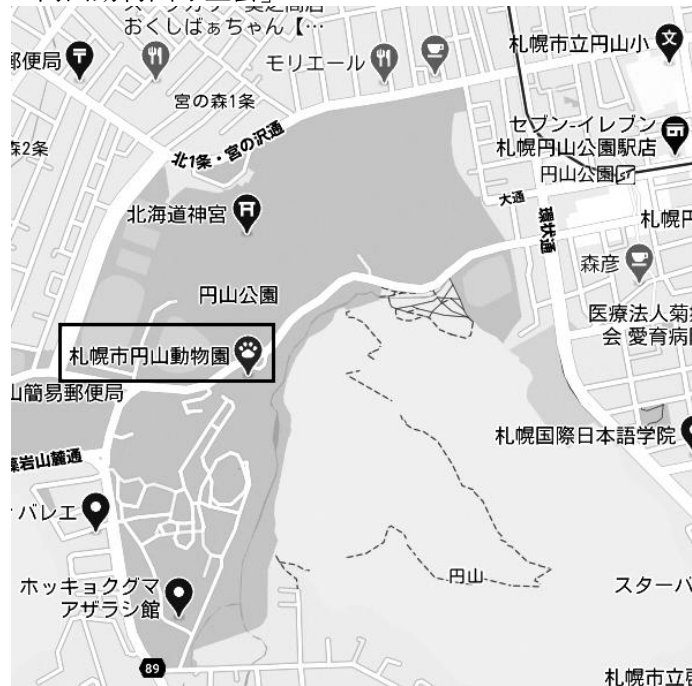 おくしばぁちゃん【…
郵便局
モリエール
札幌市立円山小
宮の森1条
セブン-イレブン
札幌円山公園駅店
森2条
北1条・宮の沢通
円山公園
ST
大通
環状通
北海道神宮
札幌円
森彦
円山公園
医療法人菊
会 愛育病院
札幌市円山動物園
山簡易郵便局
札幌国際日本語学院
藻岩山麓通
バレエ
円山
スターバ
ホッキョクグマ
アザラシ館
89
札幌市立啓